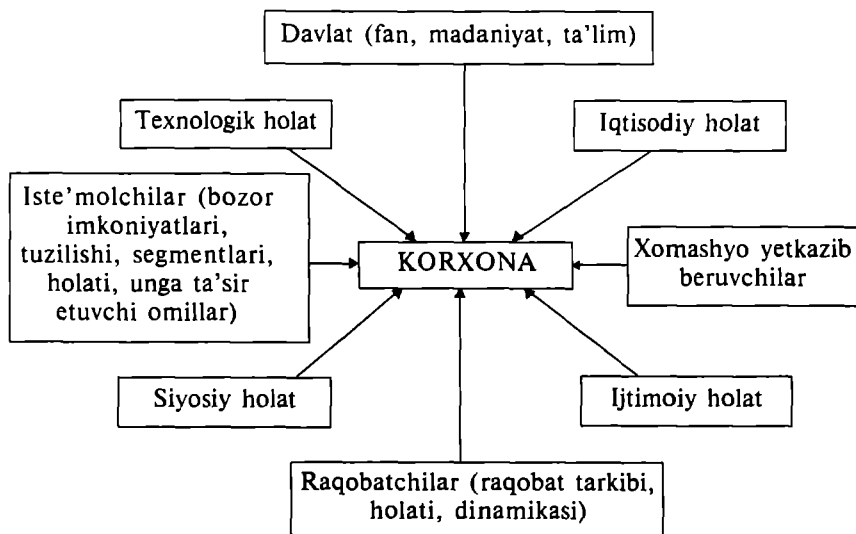 Davlat (fan, madaniyat, ta'lim)
Texnologik holat
Iqtisodiy holat
Iste'molchilar (bozor
imkoniyatlari,
tuzilishi, segmentlari,
holati, unga ta'sir
etuvchi omillar)
KORXONA
Xomashyo yetkazib
beruvchilar
Siyosiy holat
Ijtimoiy holat
Raqobatchilar (raqobat tarkibi,
holati, dinamikasi)